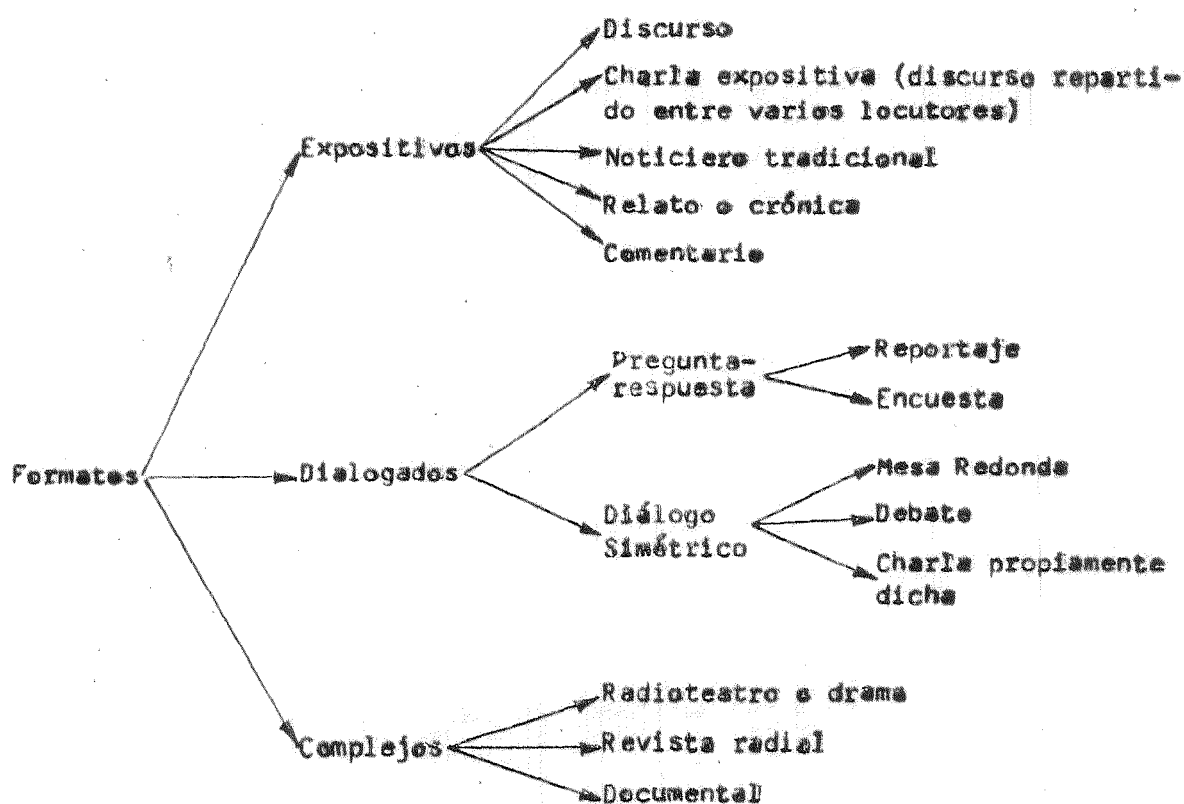 Discurso
Charla expositiva (discurso reparti-
do entre varios locutores)
Expositivos
Noticiero tradicional
Relato o crónica
Comentario
Pregunta-
respuesta
Reportaje
Encuesta
Formatos
Dialogados
Diálogo
Simétrico
Mesa Redonda
Debate
Charla propiamente
dicha
Radioteatro o drama
Complejos
Revista radial
Documental